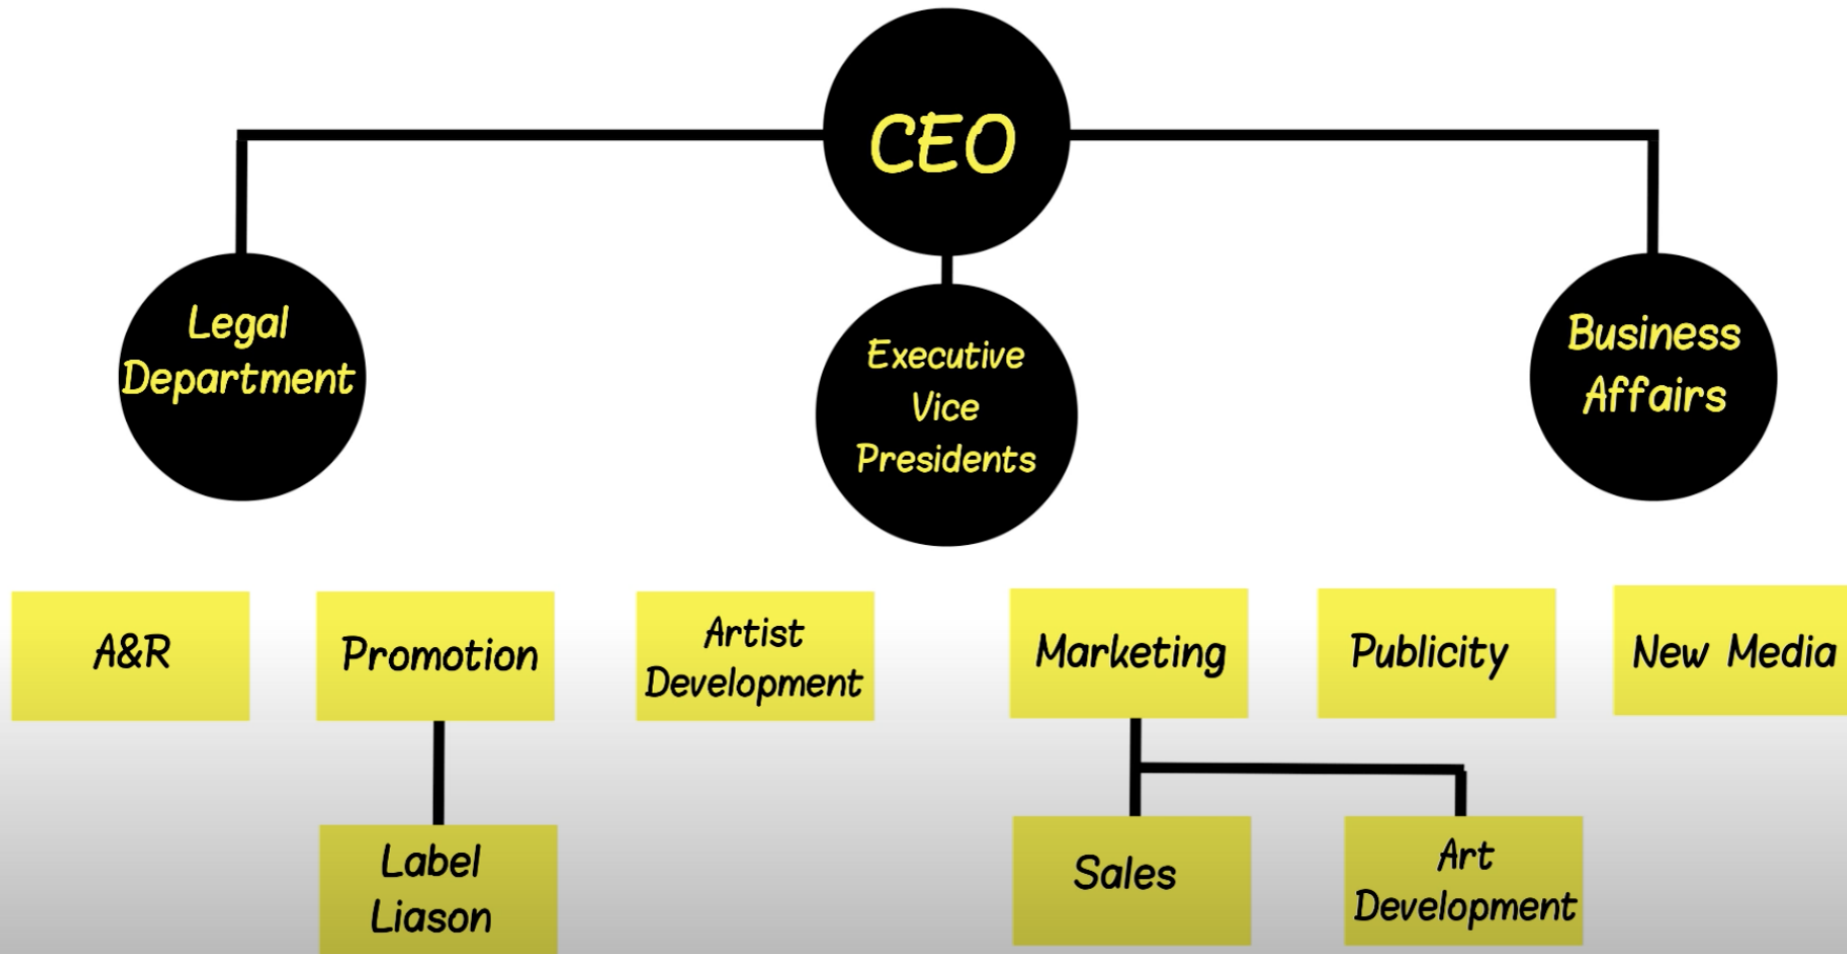 CEO
Legal
Department
Executive
Vice
Presidents
Business
Affairs
A&R
Promotion
Artist
Development
Marketing
Publicity
New Media
Label
Liason
Sales
Art
Development